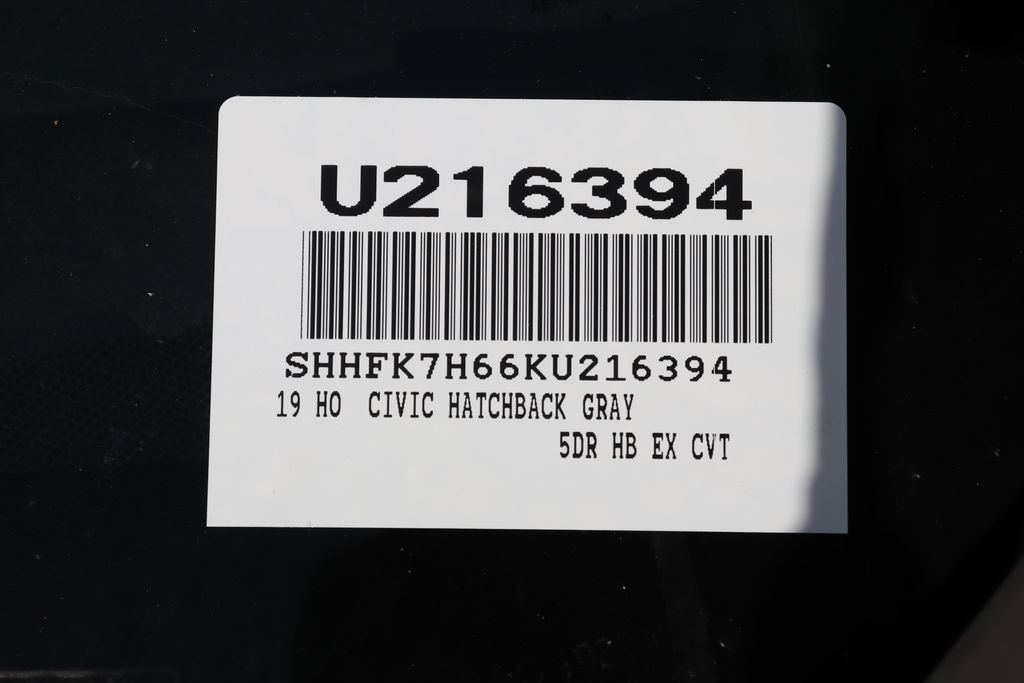 U216394
SHHFK7H66KU216394
19 HO  CIVIC HATCHBACK GRAY
5DR HB EX CVT